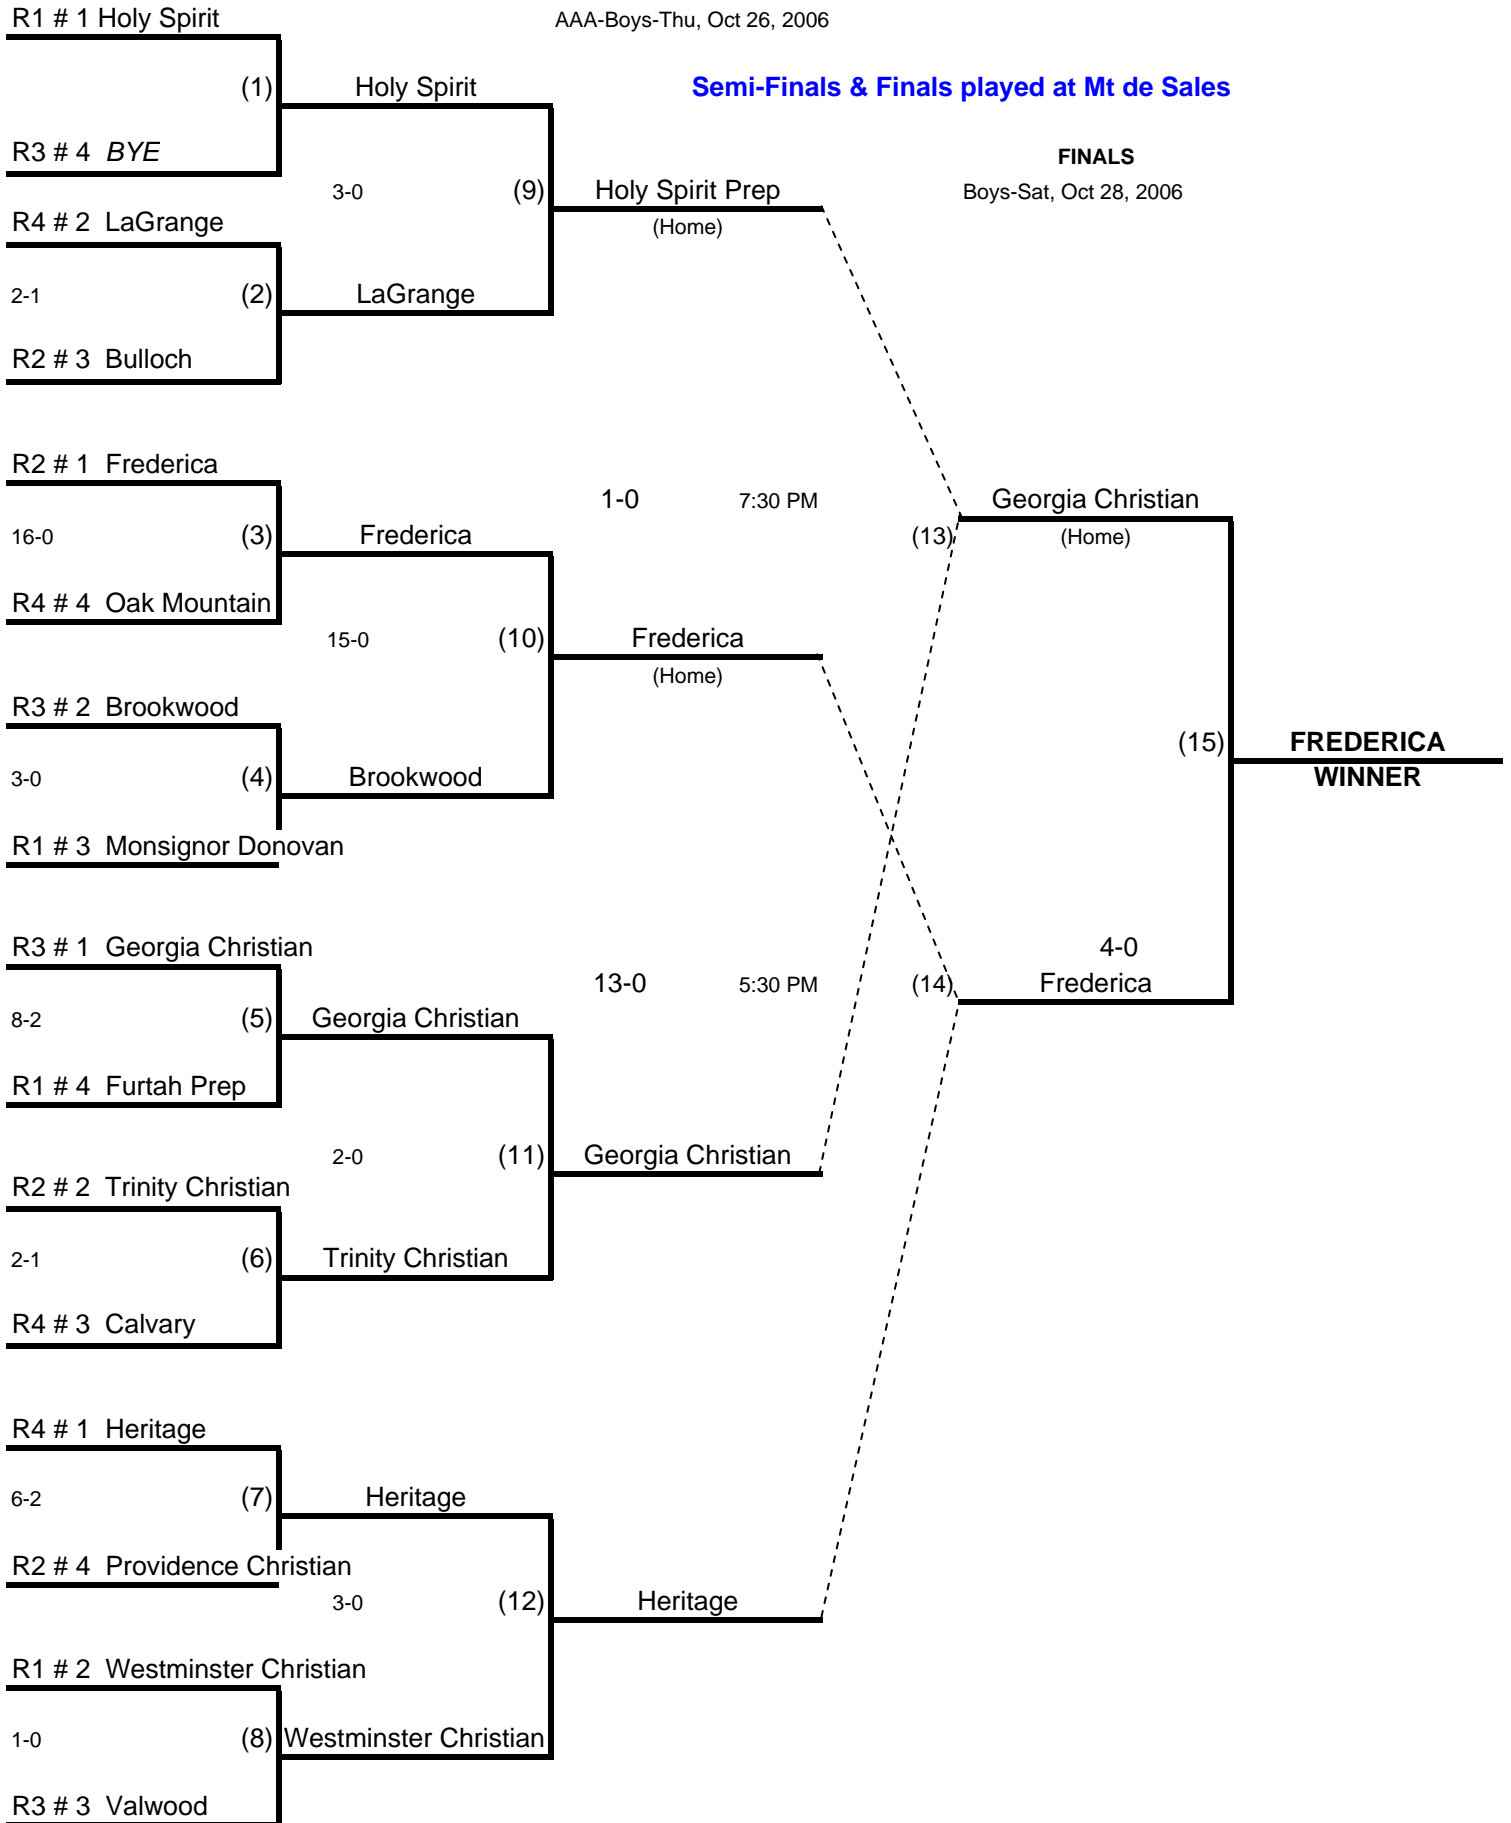 R1 # 1 Holy Spirit
AAA-Boys-Thu, Oct 26, 2006
(1)
Holy Spirit
Semi-Finals & Finals played at Mt de Sales
R3 # 4 BYE
FINALS
3-0
(9)
Holy Spirit Prep
Boys-Sat, Oct 28, 2006
R4 # 2 LaGrange
(Home)
2-1
(2)
LaGrange
R2 # 3 Bulloch
R2 # 1 Frederica
1-0
7:30 PM
Georgia Christian
16-0
(3)
Frederica
(13)
(Home)
R4 # 4 Oak Mountain
15-0
(10)
Frederica
(Home)
R3 # 2 Brookwood
(15)
FREDERICA
3-0
(4)
Brookwood
WINNER
R1 # 3 Monsignor Donovan
R3 # 1 Georgia Christian
4-0
13-0
5:30 PM
(14)
Frederica
8-2
(5)
Georgia Christian
R1 # 4 Furtah Prep
2-0
(11)
Georgia Christian
R2 # 2 Trinity Christian
2-1
(6)
Trinity Christian
R4 # 3 Calvary
R4 # 1 Heritage
6-2
(7)
Heritage
R2 # 4 Providence Christian
3-0
(12)
Heritage
R1 # 2 Westminster Christian
1-0
(8)
Westminster Christian
R3 # 3 Valwood